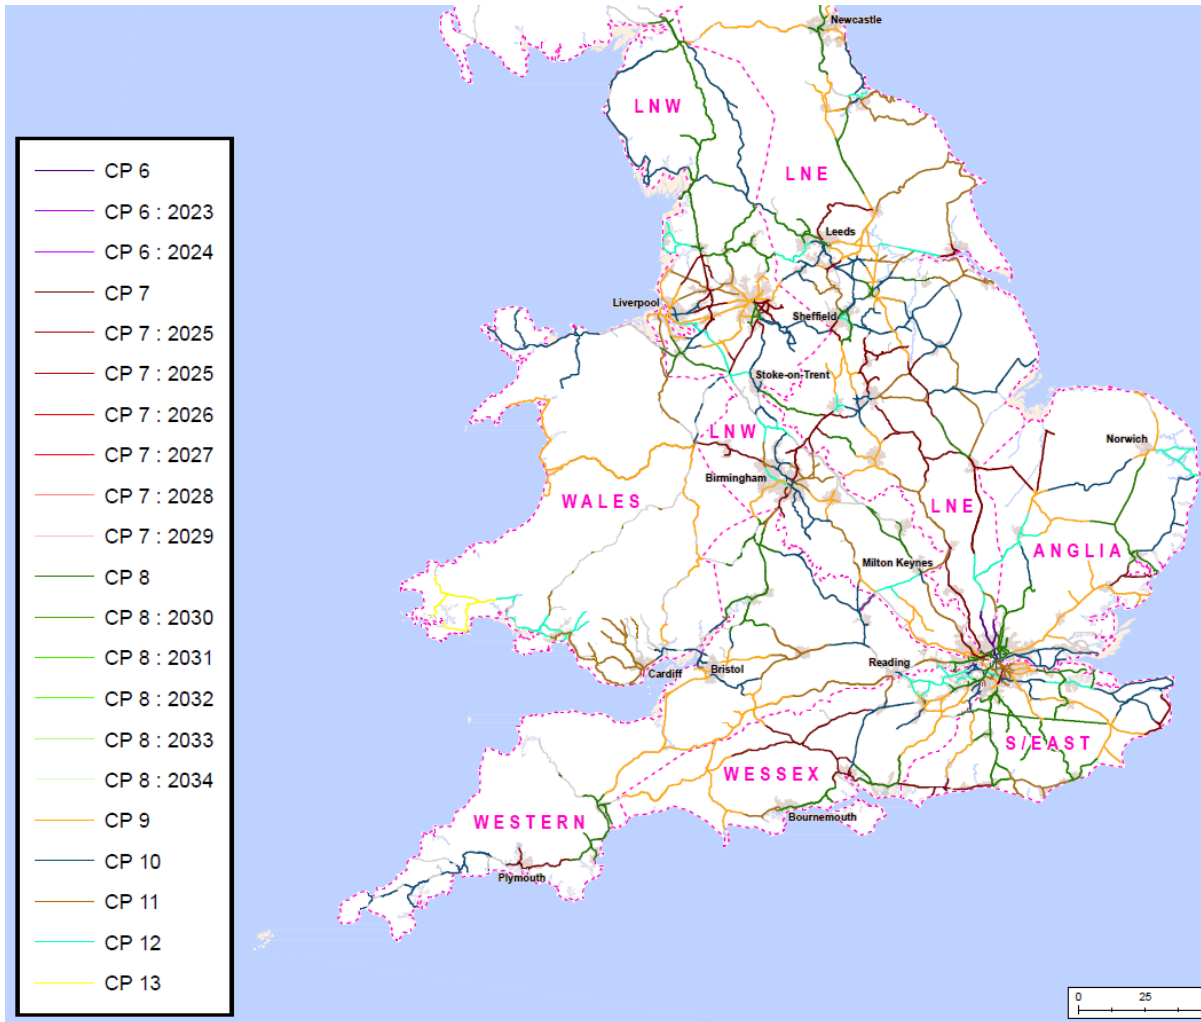 Newcastle
LNW
LNE
Leeds
Liverpool
Sheffield
Stoke-on-Trent
LNW
Norwich
Birmingham
WALES
LNE
ANGLIA
Milton Keynes
Reading
Cardiff
Bristol
S/EAST
WESSEX
WESTERN
Bournemouth
Plymouth
CP 6
CP 6 : 2023
CP 6 : 2024
CP 7
CP 7 : 2025
CP 7 : 2025
CP 7 : 2026
CP 7 : 2027
CP 7 : 2028
CP 7 : 2029
CP 8
CP 8 : 2030
CP 8 : 2031
CP 8 : 2032
CP 8 : 2033
CP 8 : 2034
CP 9
CP 10
CP 11
CP 12
CP 13
0 25